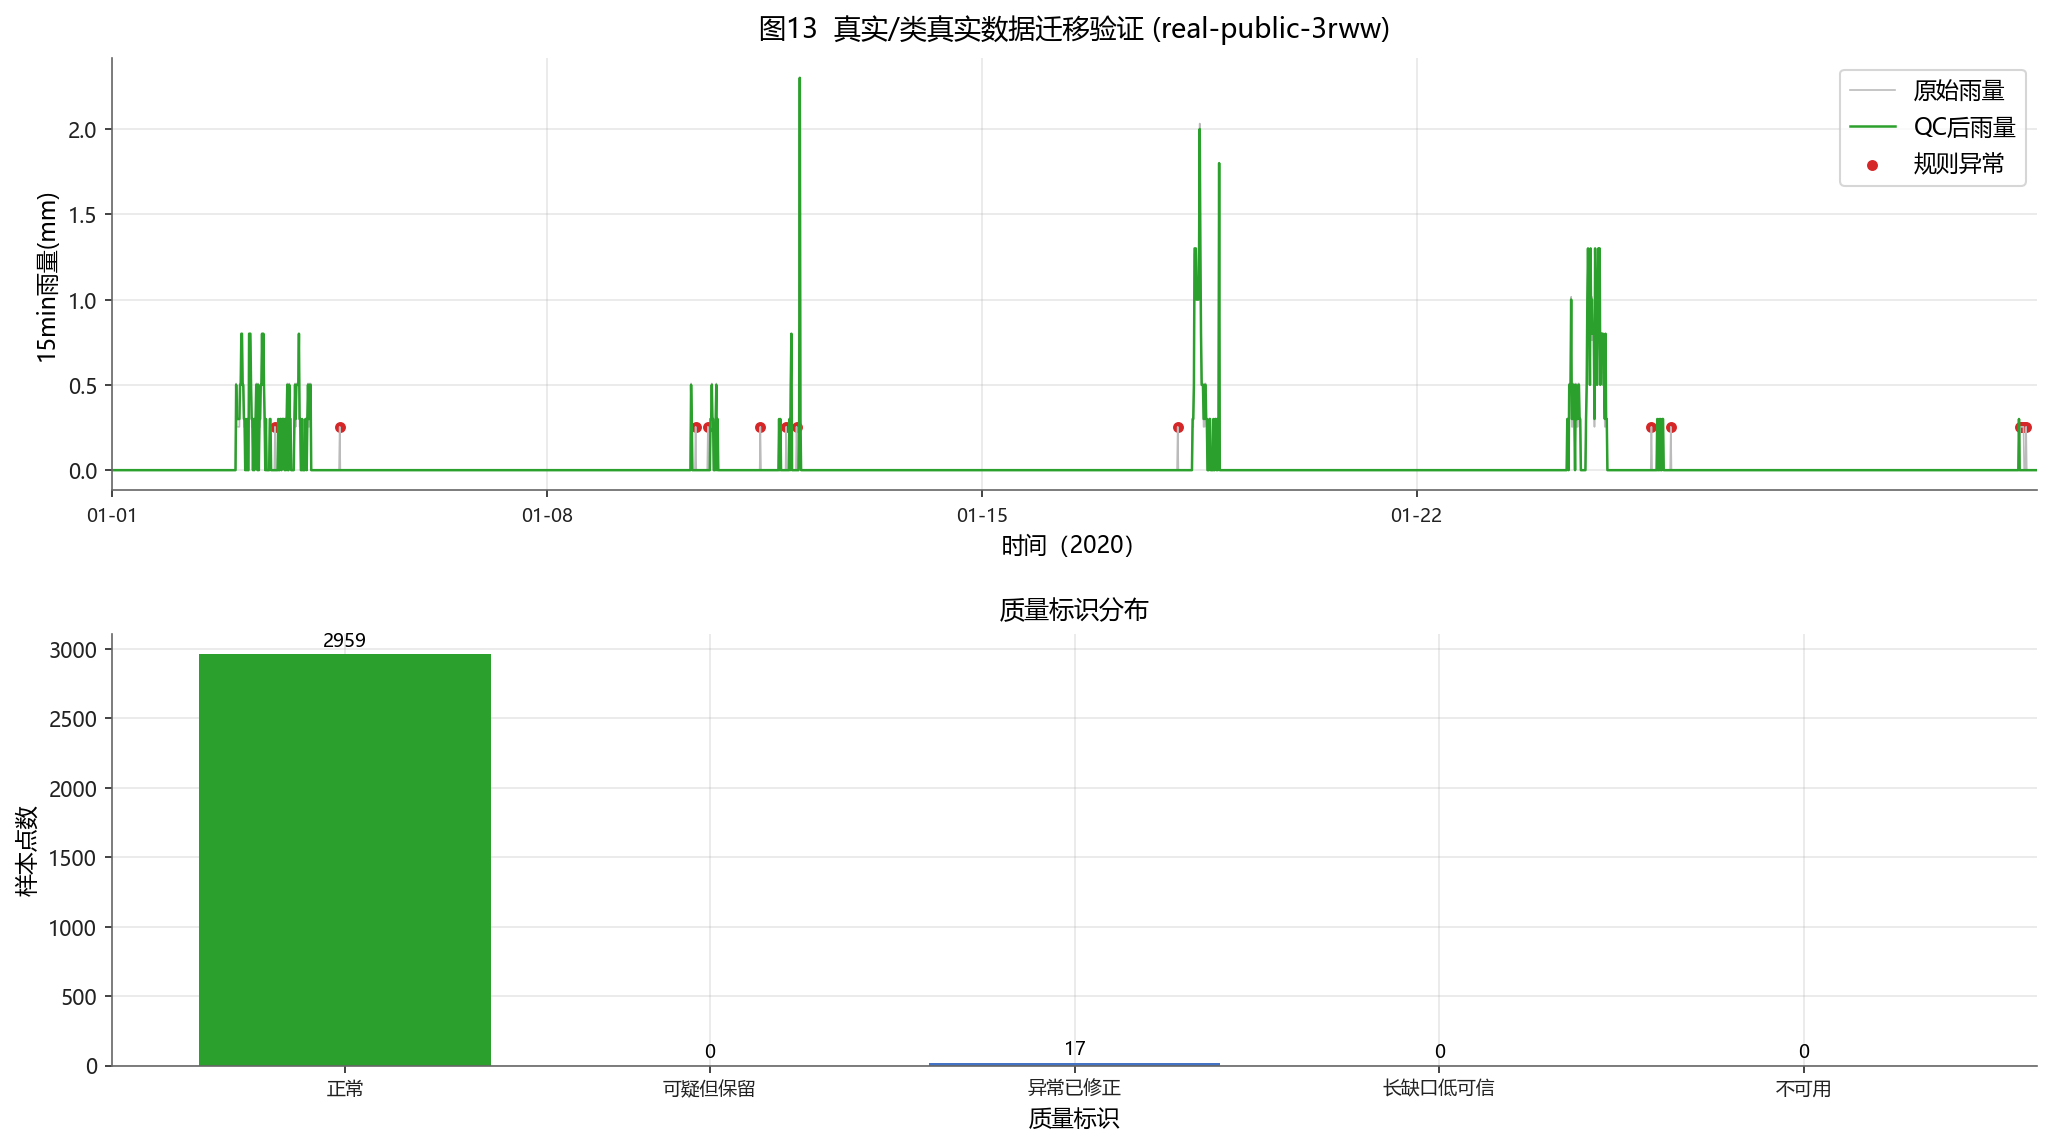 图13  真实/类真实数据迁移验证 (real-public-3rww)
原始雨量
QC后雨量
规则异常
15min雨量(mm)
2.0
1.5
1.0
0.5
0.0
01-01
01-08
01-15
01-22
时间（2020）
质量标识分布
样本点数
3000
2500
2000
1500
1000
500
0
2959
0
17
0
0
正常
可疑但保留
异常已修正
长缺口低可信
不可用
质量标识